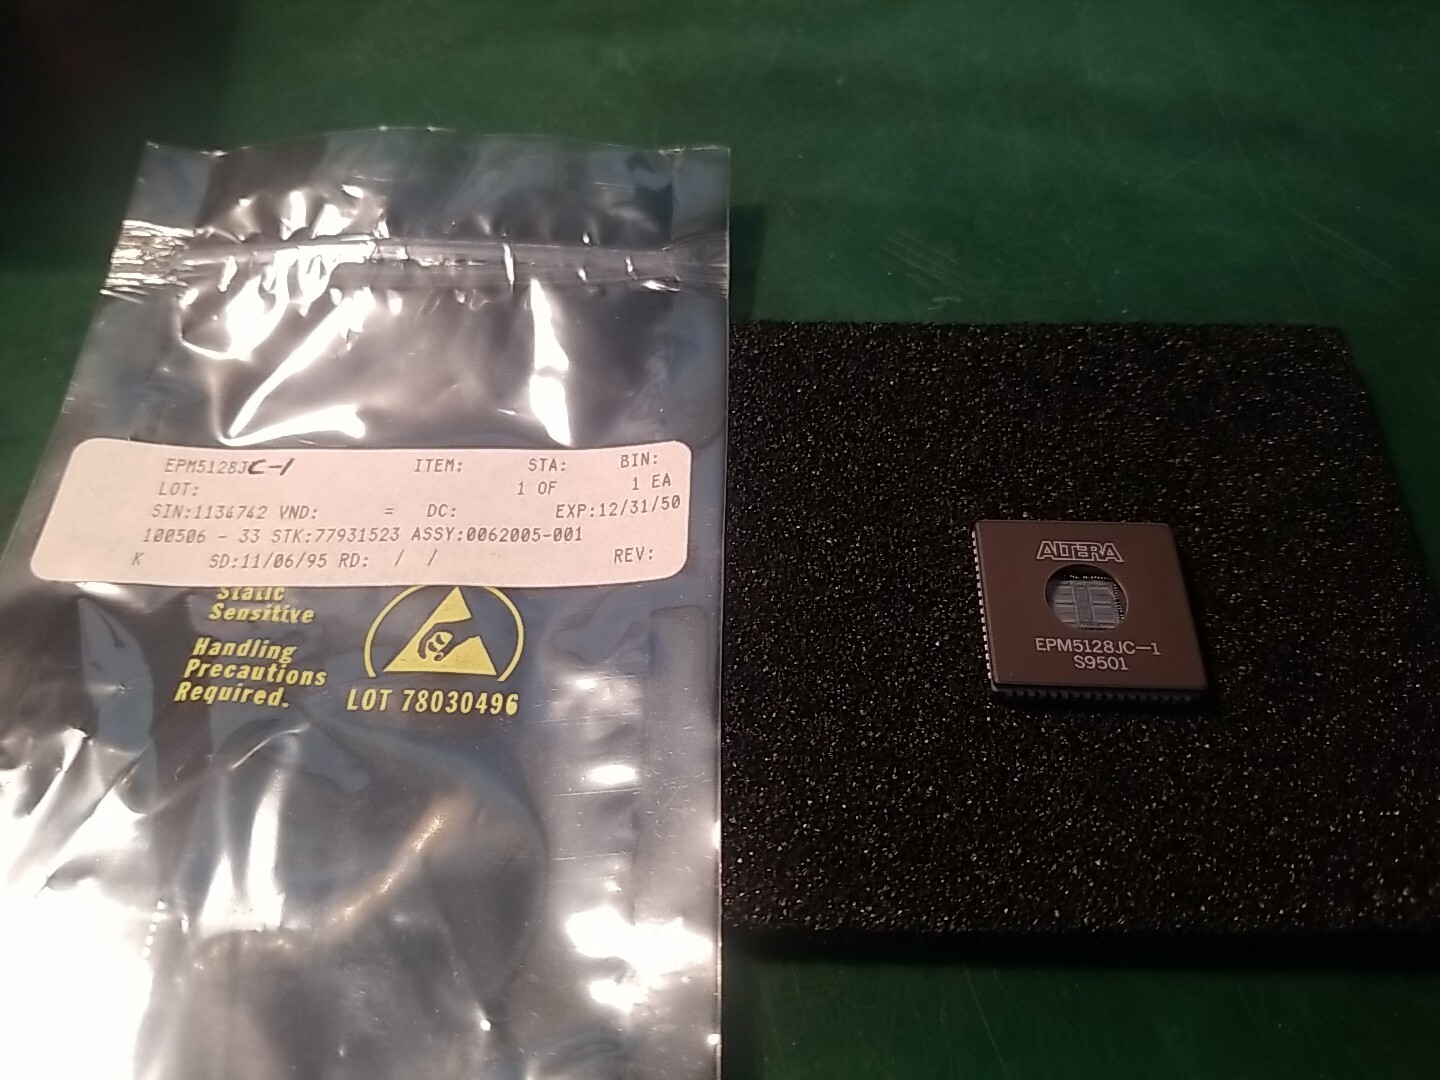 EPM5128JC-1 ITEM: STA: BIN:
LOT: 1 OF 1 EA
SIN:1134742 VND: = DC: EXP:12/31/50
100506 - 33 STK:77931523 ASSY:0062005-001
K SD:11/06/95 RD: / / REV:
Static
Sensitive
Handling
Precautions
Required.
LOT 78030496
ALTERA
EPM5128JC-1
S9501